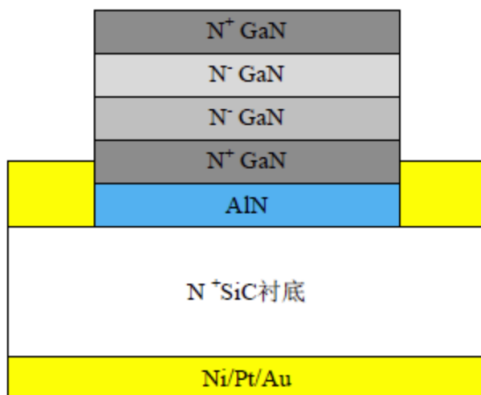 N⁺ GaN
N⁻ GaN
N⁻ GaN
N⁺ GaN
AlN
N ⁺SiC衬底
Ni/Pt/Au